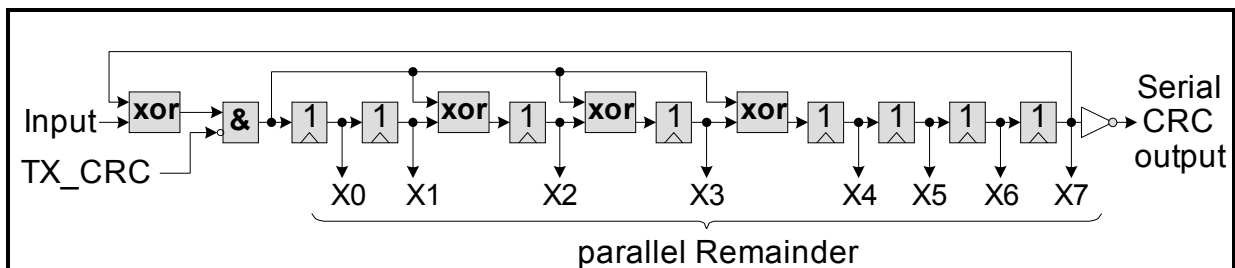 Input
TX_CRC
xor
&
1
1
xor
1
xor
1
xor
1
1
1
1
Serial
CRC
output
X0
X1
X2
X3
X4
X5
X6
X7
parallel Remainder